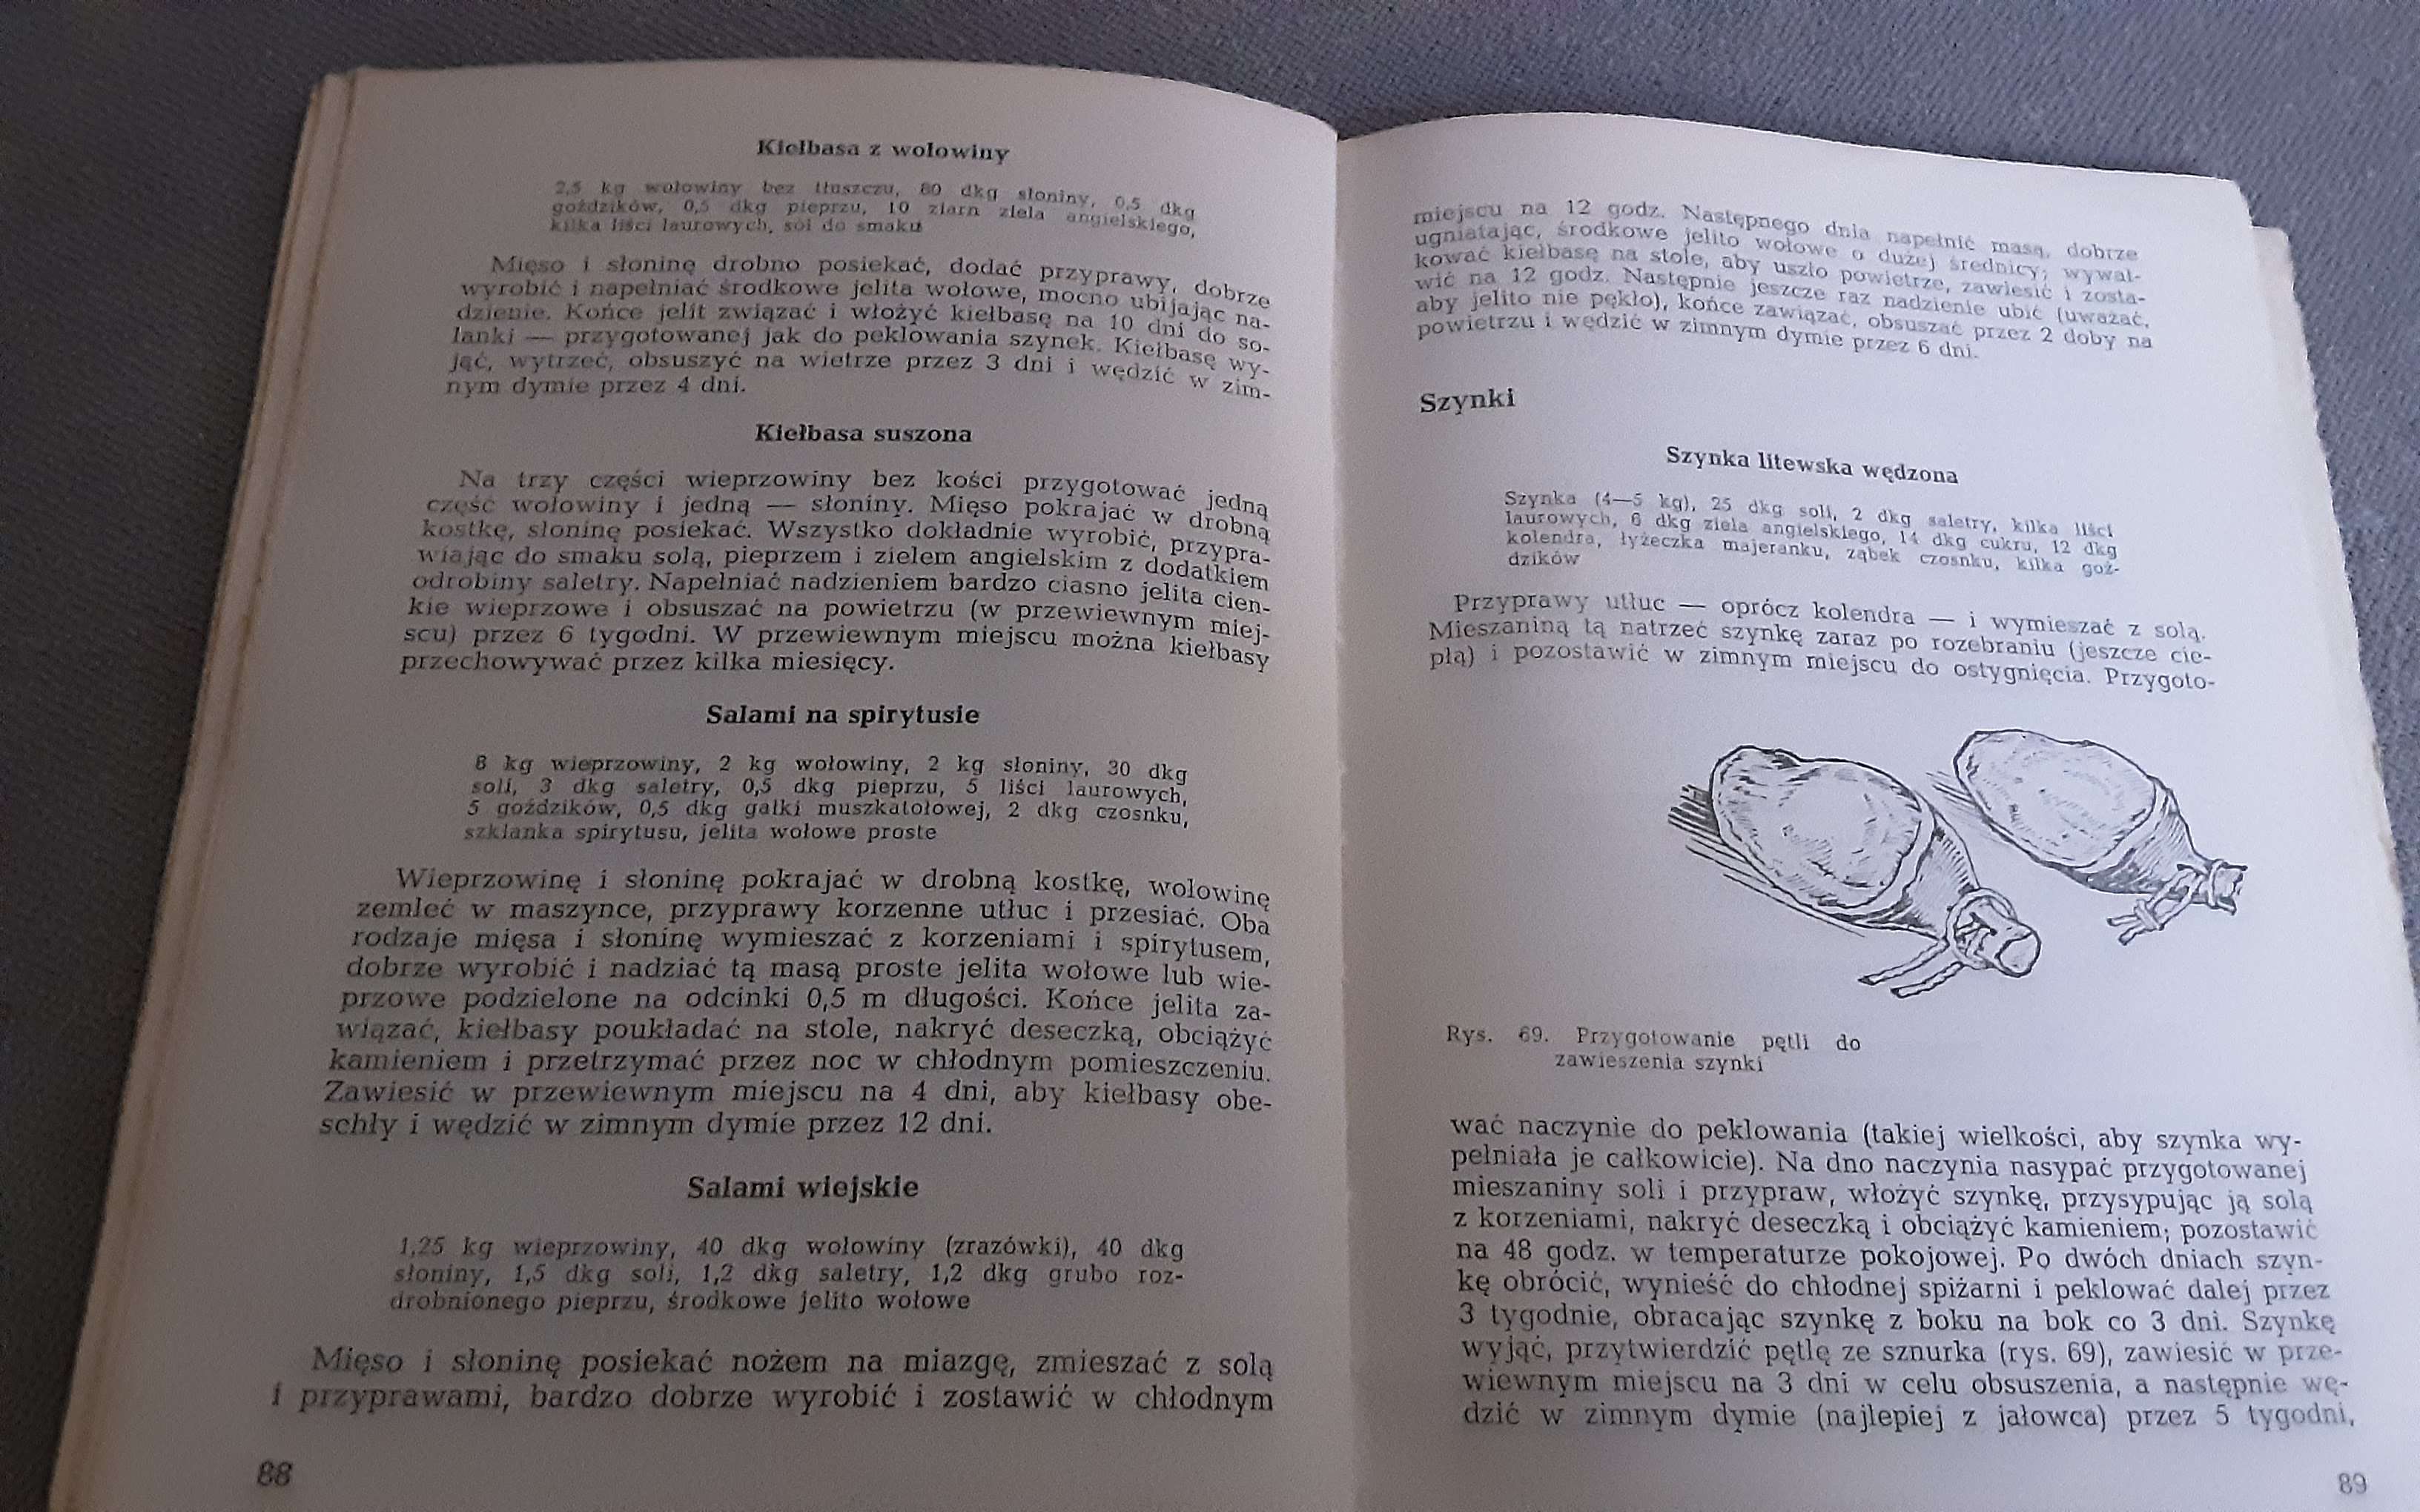 Kiełbasa z wołowiny
2,5 kg wołowiny bez tłuszczu, 80 dkg słoniny, 0,5 dkg
goździków, 0,5 dkg pieprzu, 10 ziarn ziela angielskiego,
kilka liści laurowych, sól do smaku
Mięso i słoninę drobno posiekać, dodać przyprawy, dobrze
wyrobić i napełniać środkowe jelita wołowe, mocno ubijając na-
dzienie. Końce jelit związać i włożyć kiełbasę na 10 dni do so-
lanki — przygotowanej jak do peklowania szynek. Kiełbasę wy-
jąć, wytrzeć, obsuszyć na wietrze przez 3 dni i wędzić w zim-
nym dymie przez 4 dni.
Kiełbasa suszona
Na trzy części wieprzowiny bez kości przygotować jedną
część wołowiny i jedną — słoniny. Mięso pokrajać w drobną
kostkę, słoninę posiekać. Wszystko dokładnie wyrobić, przypra-
wiając do smaku solą, pieprzem i zielem angielskim z dodatkiem
odrobiny saletry. Napełniać nadzieniem bardzo ciasno jelita cien-
kie wieprzowe i obsuszać na powietrzu (w przewiewnym miej-
scu) przez 6 tygodni. W przewiewnym miejscu można kiełbasy
przechowywać przez kilka miesięcy.
Salami na spirytusie
8 kg wieprzowiny, 2 kg wołowiny, 2 kg słoniny, 30 dkg
soli, 3 dkg saletry, 0,5 dkg pieprzu, 5 liści laurowych,
5 goździków, 0,5 dkg gałki muszkatołowej, 2 dkg czosnku,
szklanka spirytusu, jelita wołowe proste
Wieprzowinę i słoninę pokrajać w drobną kostkę, wołowinę
zemleć w maszynce, przyprawy korzenne utłuc i przesiać. Oba
rodzaje mięsa i słoninę wymieszać z korzeniami i spirytusem,
dobrze wyrobić i nadziać tą masą proste jelita wołowe lub wie-
przowe podzielone na odcinki 0,5 m długości. Końce jelita za-
wiązać, kiełbasy poukładać na stole, nakryć deseczką, obciążyć
kamieniem i przetrzymać przez noc w chłodnym pomieszczeniu.
Zawiesić w przewiewnym miejscu na 4 dni, aby kiełbasy obe-
schły i wędzić w zimnym dymie przez 12 dni.
Salami wiejskie
1,25 kg wieprzowiny, 40 dkg wołowiny (zrazówki), 40 dkg
słoniny, 1,5 dkg soli, 1,2 dkg saletry, 1,2 dkg grubo roz-
drobnionego pieprzu, środkowe jelito wołowe
Mięso i słoninę posiekać nożem na miazgę, zmieszać z solą
i przyprawami, bardzo dobrze wyrobić i zostawić w chłodnym
88
miejscu na 12 godz. Następnego dnia napełnić masą, dobrze
ugniatając, środkowe jelito wołowe o dużej średnicy; wywał-
kować kiełbasę na stole, aby uszło powietrze, zawiesić i zosta-
wić na 12 godz. Następnie jeszcze raz nadzienie ubić (uważać,
aby jelito nie pękło), końce zawiązać, obsuszać przez 2 doby na
powietrzu i wędzić w zimnym dymie przez 6 dni.
Szynki
Szynka litewska wędzona
Szynka (4—5 kg), 25 dkg soli, 2 dkg saletry, kilka liści
laurowych, 6 dkg ziela angielskiego, 14 dkg cukru, 12 dkg
kolendra, łyżeczka majeranku, ząbek czosnku, kilka goź-
dzików
Przyprawy utłuc — oprócz kolendra — i wymieszać z solą.
Mieszaniną tą natrzeć szynkę zaraz po rozebraniu (jeszcze cie-
płą) i pozostawić w zimnym miejscu do ostygnięcia. Przygoto-
Rys. 69. Przygotowanie pętli do
zawieszenia szynki
wać naczynie do peklowania (takiej wielkości, aby szynka wy-
pełniała je całkowicie). Na dno naczynia nasypać przygotowanej
mieszaniny soli i przypraw, włożyć szynkę, przysypując ją solą
z korzeniami, nakryć deseczką i obciążyć kamieniem; pozostawić
na 48 godz. w temperaturze pokojowej. Po dwóch dniach szyn-
kę obrócić, wynieść do chłodnej spiżarni i peklować dalej przez
3 tygodnie, obracając szynkę z boku na bok co 3 dni. Szynkę
wyjąć, przytwierdzić pętlę ze sznurka (rys. 69), zawiesić w prze-
wiewnym miejscu na 3 dni w celu obsuszenia, a następnie wę-
dzić w zimnym dymie (najlepiej z jałowca) przez 5 tygodni,
89